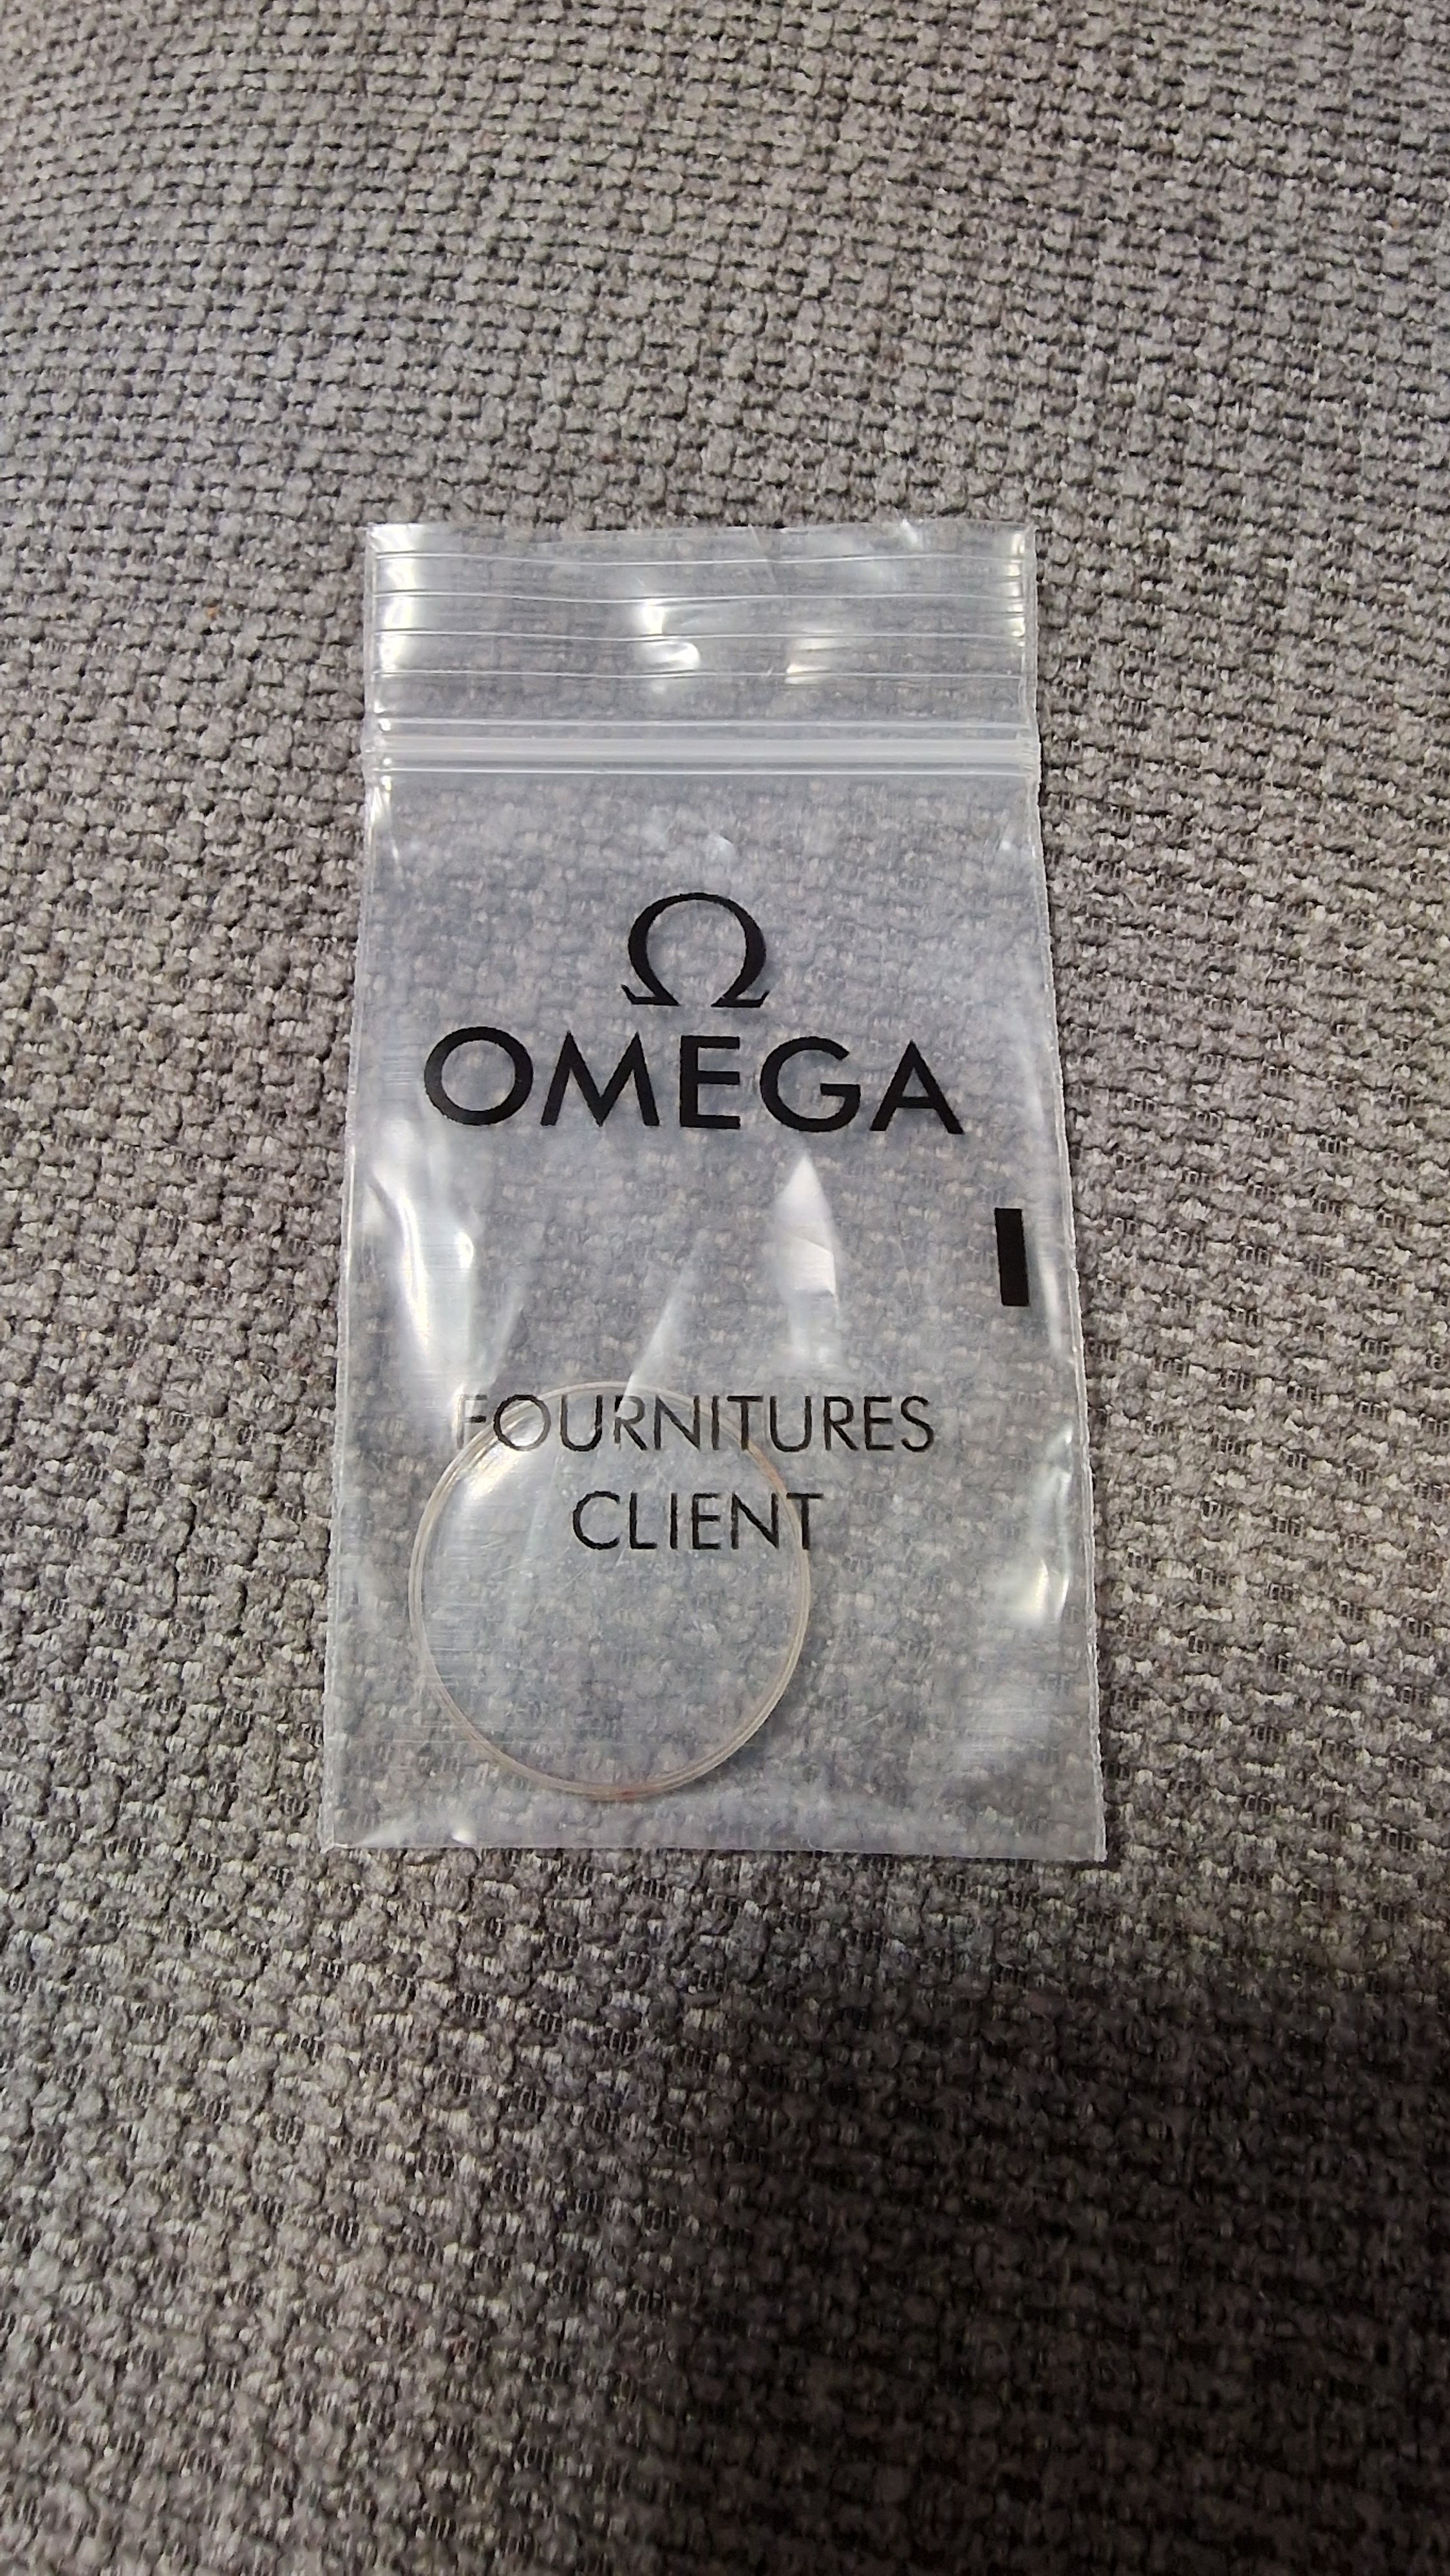 Ω
OMEGA
FOURNITURES
CLIENT